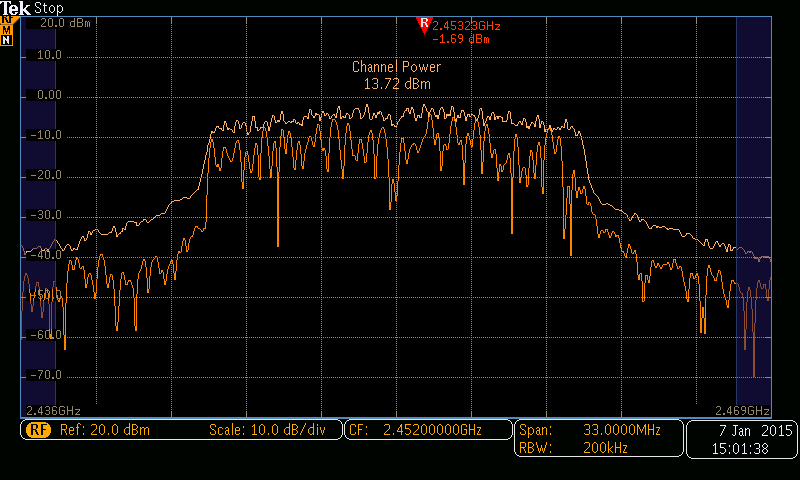 Tek Stop
R
M
N
20.0 dBm
R 2.45323GHz
-1.69 dBm
10.0
Channel Power
13.72 dBm
0.00
-10.0
-20.0
-30.0
-40.0
-50.0
-60.0
-70.0
2.436GHz 2.469GHz
RF Ref: 20.0 dBm Scale: 10.0 dB/div CF: 2.45200000GHz Span: 33.0000MHz 7 Jan 2015
RBW: 200kHz 15:01:38